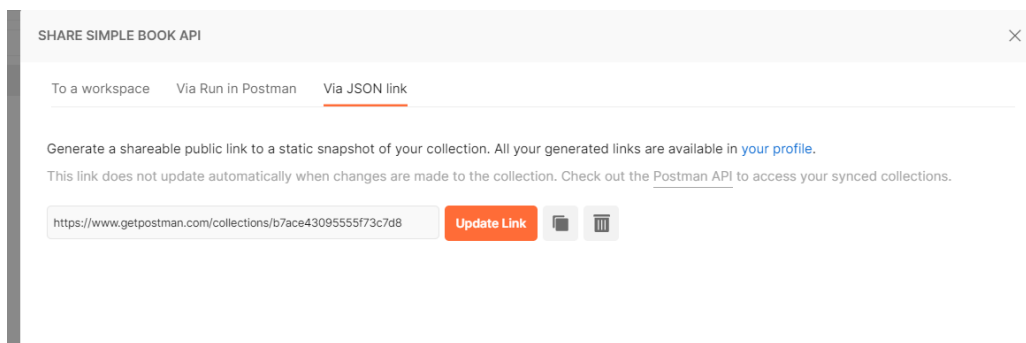 SHARE SIMPLE BOOK API
To a workspace Via Run in Postman Via JSON link
Generate a shareable public link to a static snapshot of your collection. All your generated links are available in your profile.
This link does not update automatically when changes are made to the collection. Check out the Postman API to access your synced collections.
https://www.getpostman.com/collections/b7ace43095555f73c7d8 Update Link